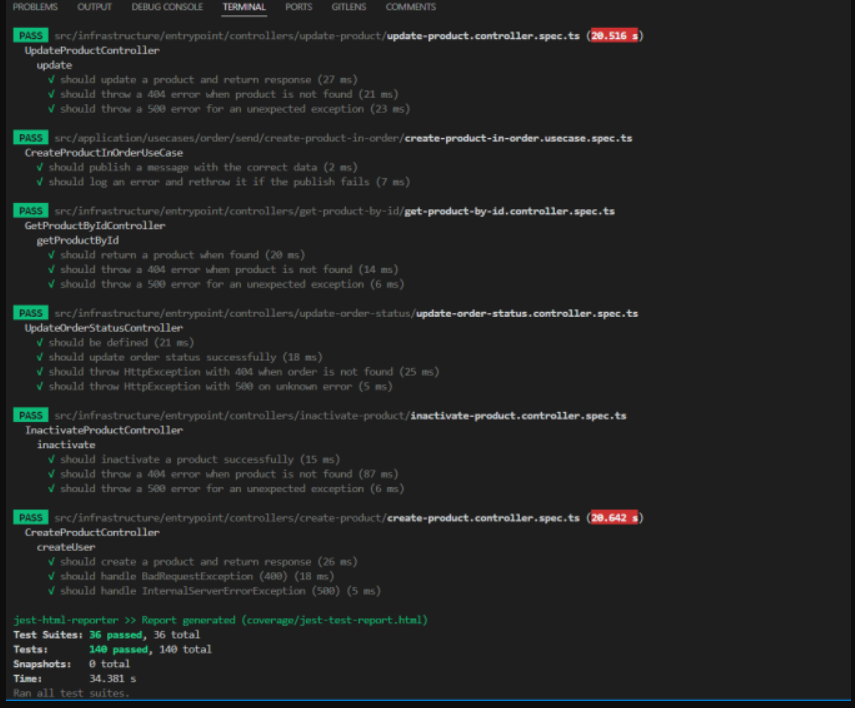 PROBLEMS OUTPUT DEBUG CONSOLE TERMINAL PORTS GITLENS COMMENTS
PASS src/infrastructure/entrypoint/controllers/update-product/update-product.controller.spec.ts (20.516 s)
UpdateProductController
update
√ should update a product and return response (27 ms)
√ should throw a 404 error when product is not found (21 ms)
√ should throw a 500 error for an unexpected exception (23 ms)
PASS src/application/usecases/order/send/create-product-in-order/create-product-in-order.usecase.spec.ts
CreateProductInOrderUseCase
√ should publish a message with the correct data (2 ms)
√ should log an error and rethrow it if the publish fails (7 ms)
PASS src/infrastructure/entrypoint/controllers/get-product-by-id/get-product-by-id.controller.spec.ts
GetProductByIdController
getProductById
√ should return a product when found (20 ms)
√ should throw a 404 error when product is not found (14 ms)
√ should throw a 500 error for an unexpected exception (6 ms)
PASS src/infrastructure/entrypoint/controllers/update-order-status/update-order-status.controller.spec.ts
UpdateOrderStatusController
√ should be defined (21 ms)
√ should update order status successfully (18 ms)
√ should throw HttpException with 404 when order is not found (25 ms)
√ should throw HttpException with 500 on unknown error (5 ms)
PASS src/infrastructure/entrypoint/controllers/inactivate-product/inactivate-product.controller.spec.ts
InactivateProductController
inactivate
√ should inactivate a product successfully (15 ms)
√ should throw a 404 error when product is not found (87 ms)
√ should throw a 500 error for an unexpected exception (6 ms)
PASS src/infrastructure/entrypoint/controllers/create-product/create-product.controller.spec.ts (20.642 s)
CreateProductController
createUser
√ should create a product and return response (26 ms)
√ should handle BadRequestException (400) (18 ms)
√ should handle InternalServerErrorException (500) (5 ms)
jest-html-reporter >> Report generated (coverage/jest-test-report.html)
Test Suites: 36 passed, 36 total
Tests: 140 passed, 140 total
Snapshots: 0 total
Time: 34.381 s
Ran all test suites.